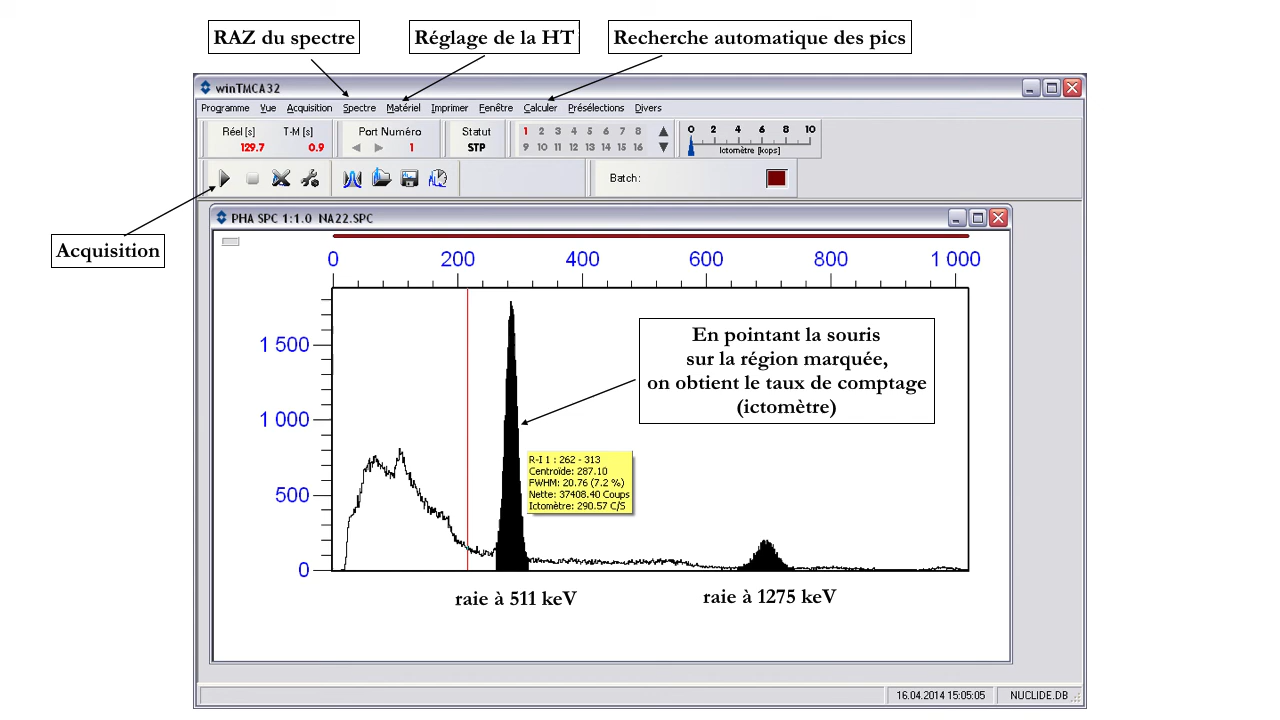 RAZ du spectre
Réglage de la HT
Recherche automatique des pics
winTMCA32
Programme Vue Acquisition Spectre Matériel Imprimer Fenêtre Calculer Présélections Divers
Réel [s] T-M [s]
129.7 0.9
Port Numéro
1
Statut
STP
1 2 3 4 5 6 7 8
9 10 11 12 13 14 15 16
0 2 4 6 8 10
Ictomètre [kops]
Batch:
Acquisition
PHA SPC 1:1.0 NA22.SPC
0 200 400 600 800 1 000
1 500
1 000
500
0
En pointant la souris
sur la région marquée,
on obtient le taux de comptage
(ictomètre)
R-I 1 : 262 - 313
Centroïde: 287.10
FWHM: 20.76 (7.2 %)
Nette: 37408.40 Coups
Ictomètre: 290.57 C/S
raie à 511 keV
raie à 1275 keV
16.04.2014 15:05:05
NUCLIDE.DB